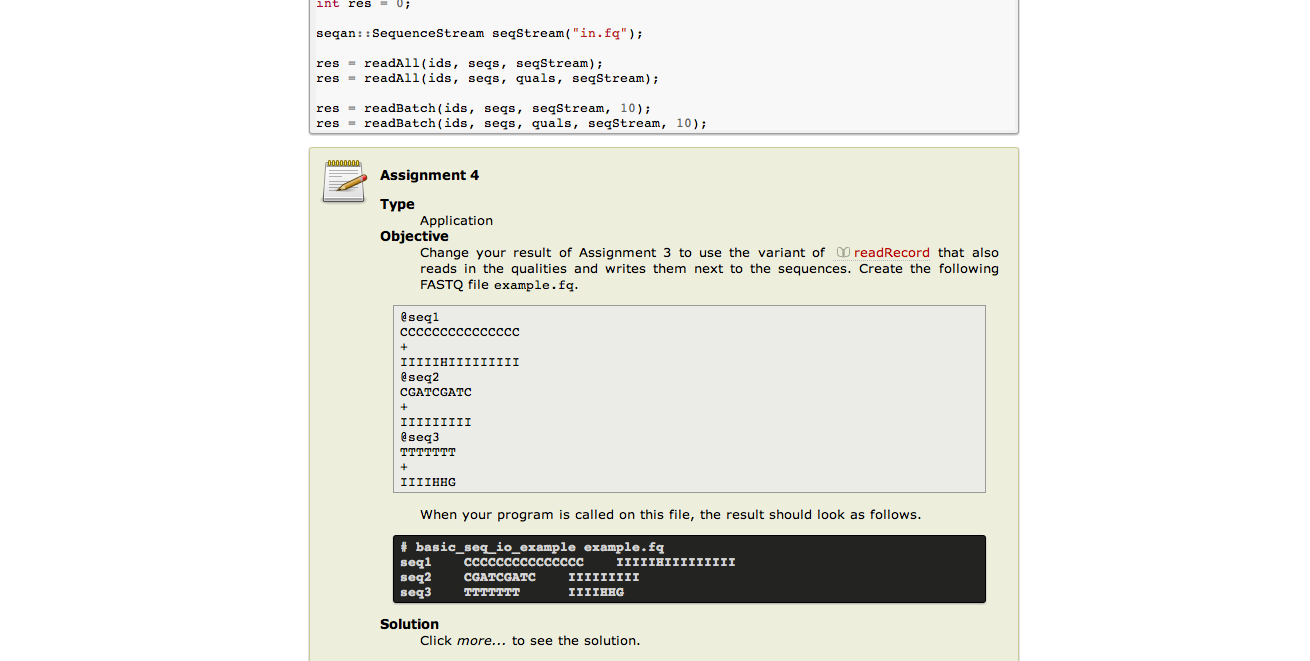 int res = 0;
seqan::SequenceStream seqStream("in.fq");
res = readAll(ids, seqs, seqStream);
res = readAll(ids, seqs, quals, seqStream);
res = readBatch(ids, seqs, seqStream, 10);
res = readBatch(ids, seqs, quals, seqStream, 10);
Assignment 4
Type
Application
Objective
Change your result of Assignment 3 to use the variant of readRecord that also
reads in the qualities and writes them next to the sequences. Create the following
FASTQ file example.fq.
@seq1
CCCCCCCCCCCCCCC
+
IIIIIHIIIIIIIII
@seq2
CGATCGATC
+
IIIIIIIII
@seq3
TTTTTTT
+
IIIIHHG
When your program is called on this file, the result should look as follows.
# basic_seq_io_example example.fq
seq1    CCCCCCCCCCCCCCC    IIIIIHIIIIIIIII
seq2    CGATCGATC    IIIIIIIII
seq3    TTTTTTT      IIIIHHG
Solution
Click more... to see the solution.